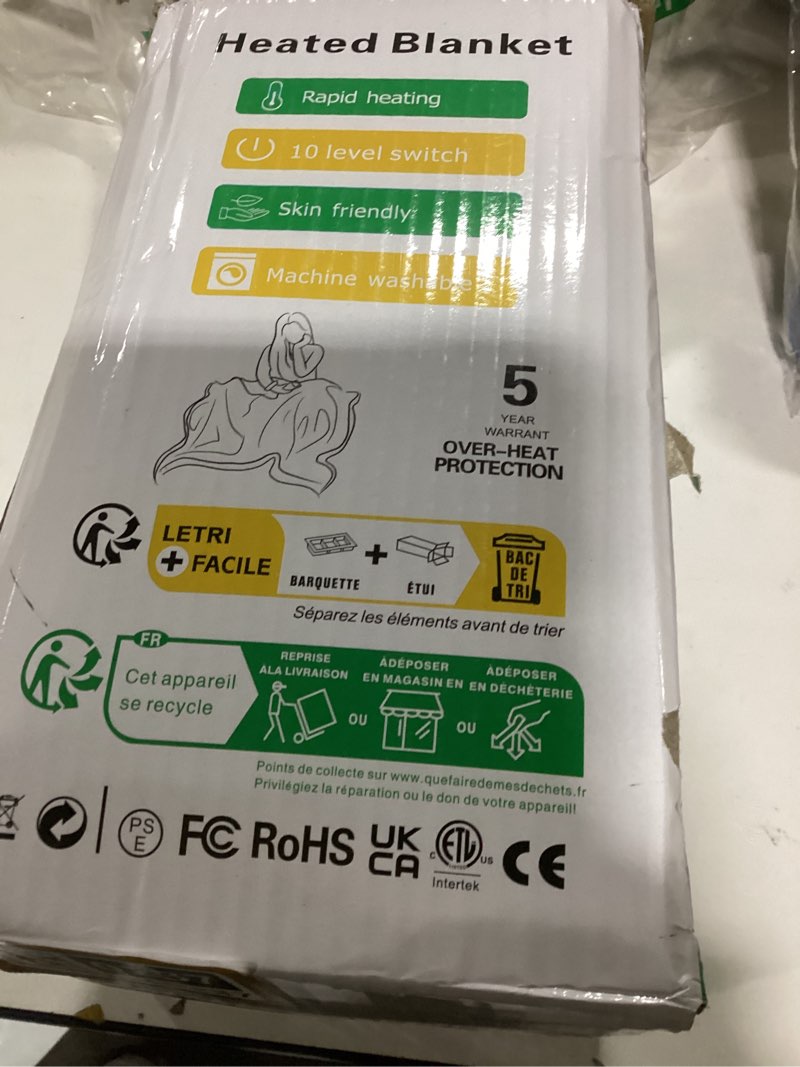 Heated Blanket
Rapid heating
10 level switch
Skin friendly
Machine washable
5
YEAR
WARRANT
OVER-HEAT
PROTECTION
LETRI
+ FACILE
BARQUETTE
+
ÉTUI
BAC
DE
TRI
Séparez les éléments avant de trier
FR
Cet appareil
se recycle
REPRISE
ALA LIVRAISON
OU
ÀDÉPOSER
EN MAGASIN EN
OU
ÀDÉPOSER
EN DÉCHÈTERIE
Points de collecte sur www.quefairedemesdechets.fr
Privilégiez la réparation ou le don de votre appareil!
PS
E
FC
RoHS
UK
CA
c ETL us
Intertek
CE